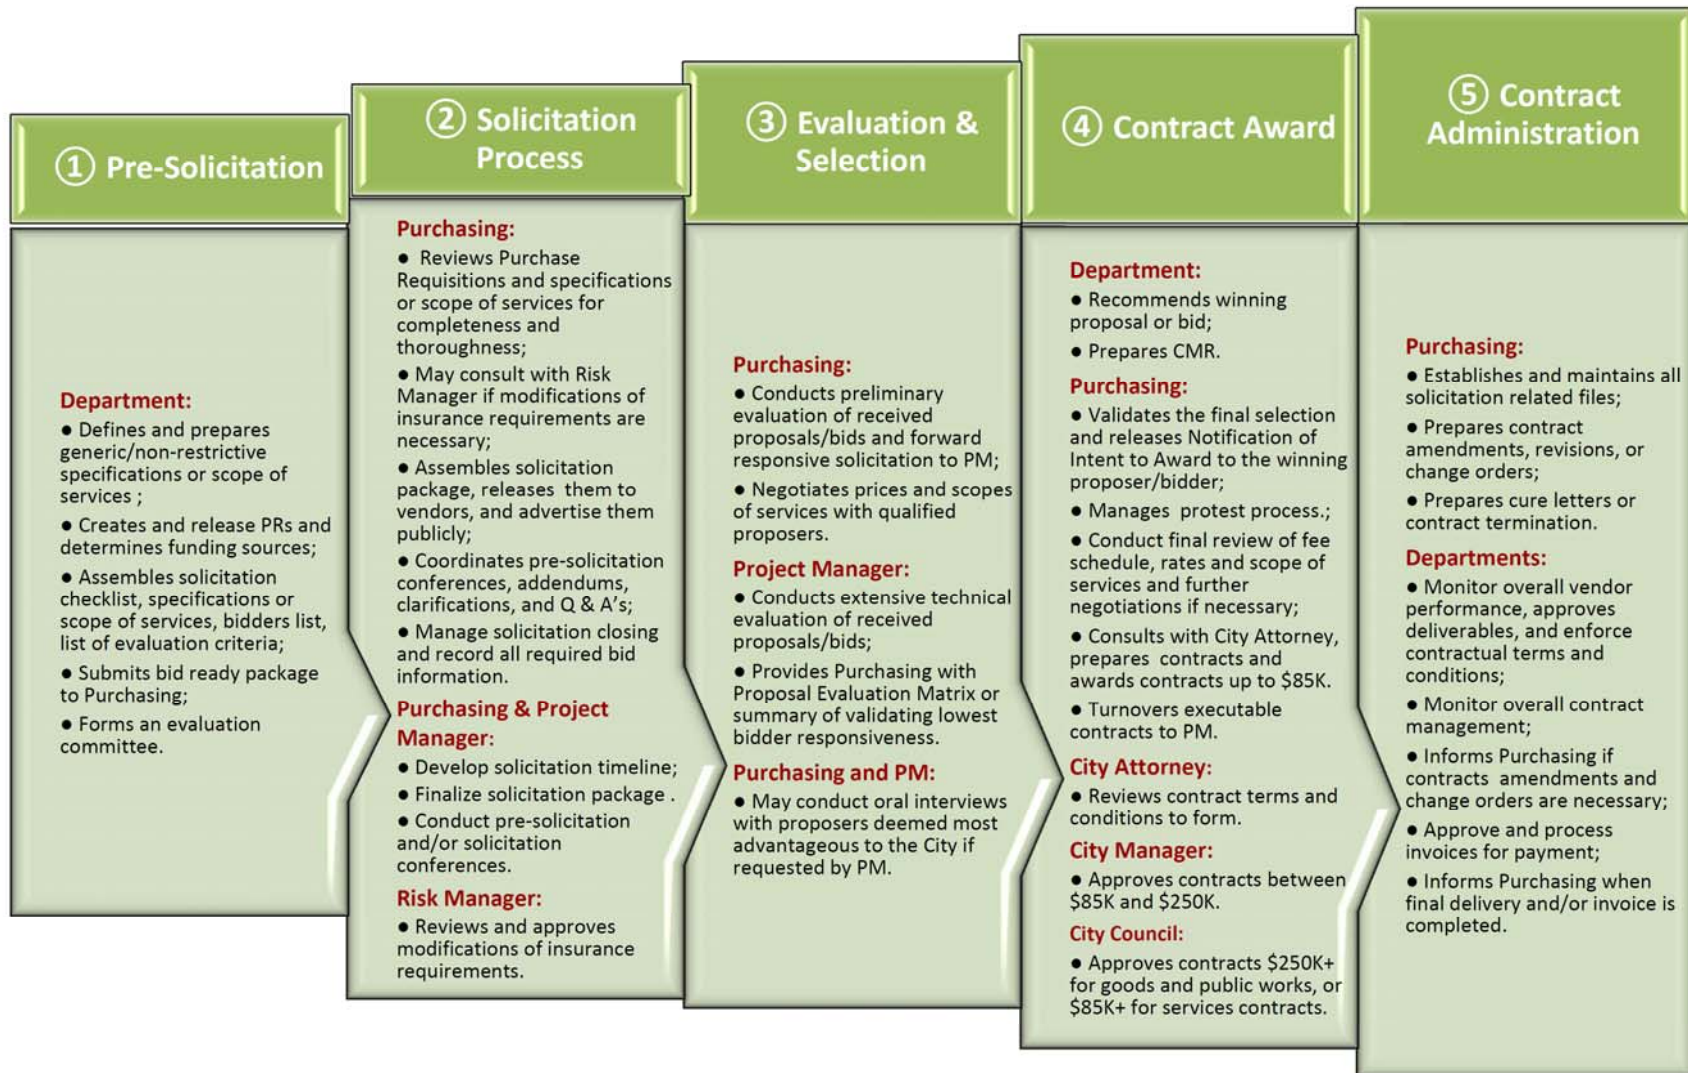 ① Pre-Solicitation
Department:
● Defines and prepares
generic/non-restrictive
specifications or scope of
services ;
● Creates and release PRs and
determines funding sources;
● Assembles solicitation
checklist, specifications or
scope of services, bidders list,
list of evaluation criteria;
● Submits bid ready package
to Purchasing;
● Forms an evaluation
committee.
② Solicitation
Process
Purchasing:
● Reviews Purchase
Requisitions and specifications
or scope of services for
completeness and
thoroughness;
● May consult with Risk
Manager if modifications of
insurance requirements are
necessary;
● Assembles solicitation
package, releases them to
vendors, and advertise them
publicly;
● Coordinates pre-solicitation
conferences, addendums,
clarifications, and Q & A's;
● Manage solicitation closing
and record all required bid
information.
Purchasing & Project
Manager:
● Develop solicitation timeline;
● Finalize solicitation package .
● Conduct pre-solicitation
and/or solicitation
conferences.
Risk Manager:
● Reviews and approves
modifications of insurance
requirements.
③ Evaluation &
Selection
Purchasing:
● Conducts preliminary
evaluation of received
proposals/bids and forward
responsive solicitation to PM;
● Negotiates prices and scopes
of services with qualified
proposers.
Project Manager:
● Conducts extensive technical
evaluation of received
proposals/bids;
● Provides Purchasing with
Proposal Evaluation Matrix or
summary of validating lowest
bidder responsiveness.
Purchasing and PM:
● May conduct oral interviews
with proposers deemed most
advantageous to the City if
requested by PM.
④ Contract Award
Department:
● Recommends winning
proposal or bid;
● Prepares CMR.
Purchasing:
● Validates the final selection
and releases Notification of
Intent to Award to the winning
proposer/bidder;
● Manages protest process.;
● Conduct final review of fee
schedule, rates and scope of
services and further
negotiations if necessary;
● Consults with City Attorney,
prepares contracts and
awards contracts up to $85K.
● Turnovers executable
contracts to PM.
City Attorney:
● Reviews contract terms and
conditions to form.
City Manager:
● Approves contracts between
$85K and $250K.
City Council:
● Approves contracts $250K+
for goods and public works, or
$85K+ for services contracts.
⑤ Contract
Administration
Purchasing:
● Establishes and maintains all
solicitation related files;
● Prepares contract
amendments, revisions, or
change orders;
● Prepares cure letters or
contract termination.
Departments:
● Monitor overall vendor
performance, approves
deliverables, and enforce
contractual terms and
conditions;
● Monitor overall contract
management;
● Informs Purchasing if
contracts amendments and
change orders are necessary;
● Approve and process
invoices for payment;
● Informs Purchasing when
final delivery and/or invoice is
completed.